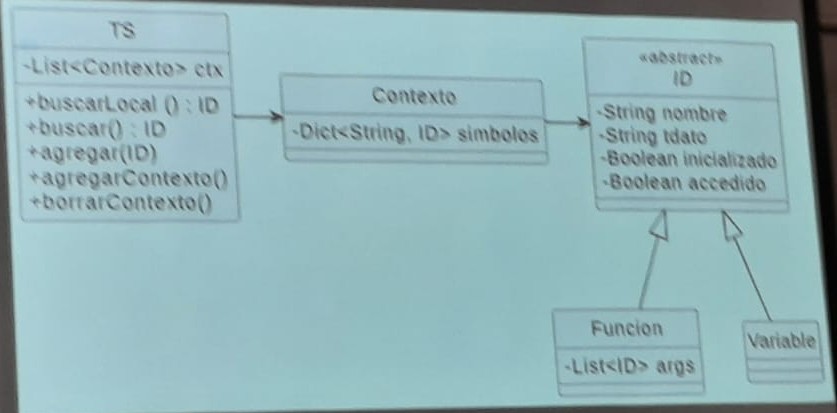 TS
-List<Contexto> ctx
+buscarLocal () : ID
+buscar() : ID
+agregar(ID)
+agregarContexto()
+borrarContexto()
Contexto
-Dict<String, ID> simbolos
«abstract»
ID
-String nombre
-String tdato
-Boolean inicializado
-Boolean accedido
Funcion
-List<ID> args
Variable